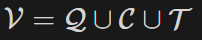 𝒱 = 𝒬 ∪ 𝒞 ∪ 𝒯